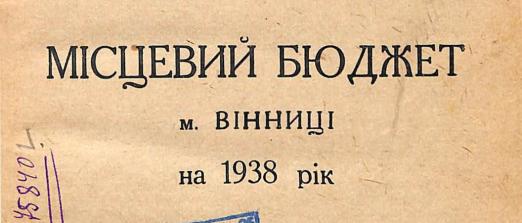 МІСЦЕВИЙ БЮДЖЕТ
м. ВІННИЦІ
на 1938 рік